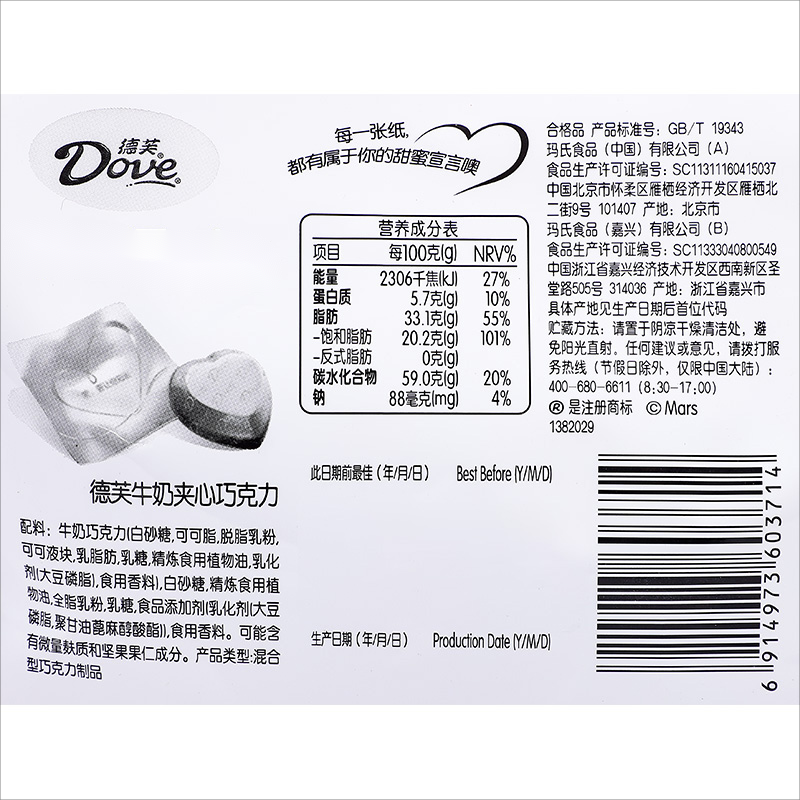 德芙
Dove
每一张纸,
都有属于你的甜蜜宣言噢
营养成分表
项目 每100克(g) NRV%
能量 2306千焦(kJ) 27%
蛋白质 5.7克(g) 10%
脂肪 33.1克(g) 55%
-饱和脂肪 20.2克(g) 101%
-反式脂肪 0克(g)
碳水化合物 59.0克(g) 20%
钠 88毫克(mg) 4%
合格品 产品标准号: GB/T 19343
玛氏食品（中国）有限公司（A）
食品生产许可证编号: SC11311160415037
中国北京市怀柔区雁栖经济开发区雁栖北
二街9号 101407 产地: 北京市
玛氏食品（嘉兴）有限公司（B）
食品生产许可证编号: SC11333040800549
中国浙江省嘉兴经济技术开发区西南新区圣
堂路505号 314036 产地: 浙江省嘉兴市
具体产地见生产日期后首位代码
贮藏方法: 请置于阴凉干燥清洁处，避
免阳光直射。任何建议或意见，请拨打服
务热线（节假日除外，仅限中国大陆）:
400-680-6611 (8:30-17:00)
® 是注册商标 © Mars
1382029
德芙牛奶夹心巧克力
配料: 牛奶巧克力(白砂糖,可可脂,脱脂乳粉,
可可液块,乳脂肪,乳糖,精炼食用植物油,乳化
剂(大豆磷脂),食用香料),白砂糖,精炼食用植
物油,全脂乳粉,乳糖,食品添加剂(乳化剂(大豆
磷脂,聚甘油蓖麻醇酸酯)),食用香料。可能含
有微量麸质和坚果果仁成分。产品类型:混合
型巧克力制品
此日期前最佳（年/月/日） Best Before (Y/M/D)
生产日期（年/月/日） Production Date (Y/M/D)
6 914973 603714